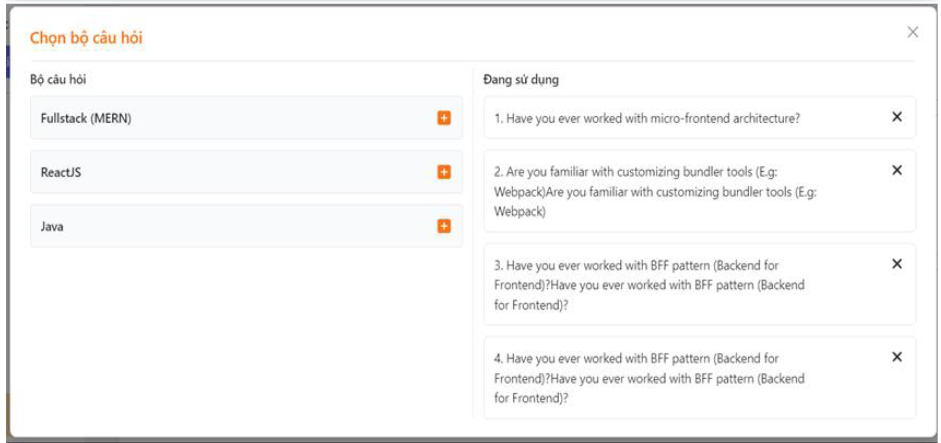 Chọn bộ câu hỏi
Bộ câu hỏi
Fullstack (MERN)
ReactJS
Java
Đang sử dụng
1. Have you ever worked with micro-frontend architecture?
2. Are you familiar with customizing bundler tools (E.g:
Webpack)Are you familiar with customizing bundler tools (E.g:
Webpack)
3. Have you ever worked with BFF pattern (Backend for
Frontend)?Have you ever worked with BFF pattern (Backend
for Frontend)?
4. Have you ever worked with BFF pattern (Backend for
Frontend)?Have you ever worked with BFF pattern (Backend
for Frontend)?